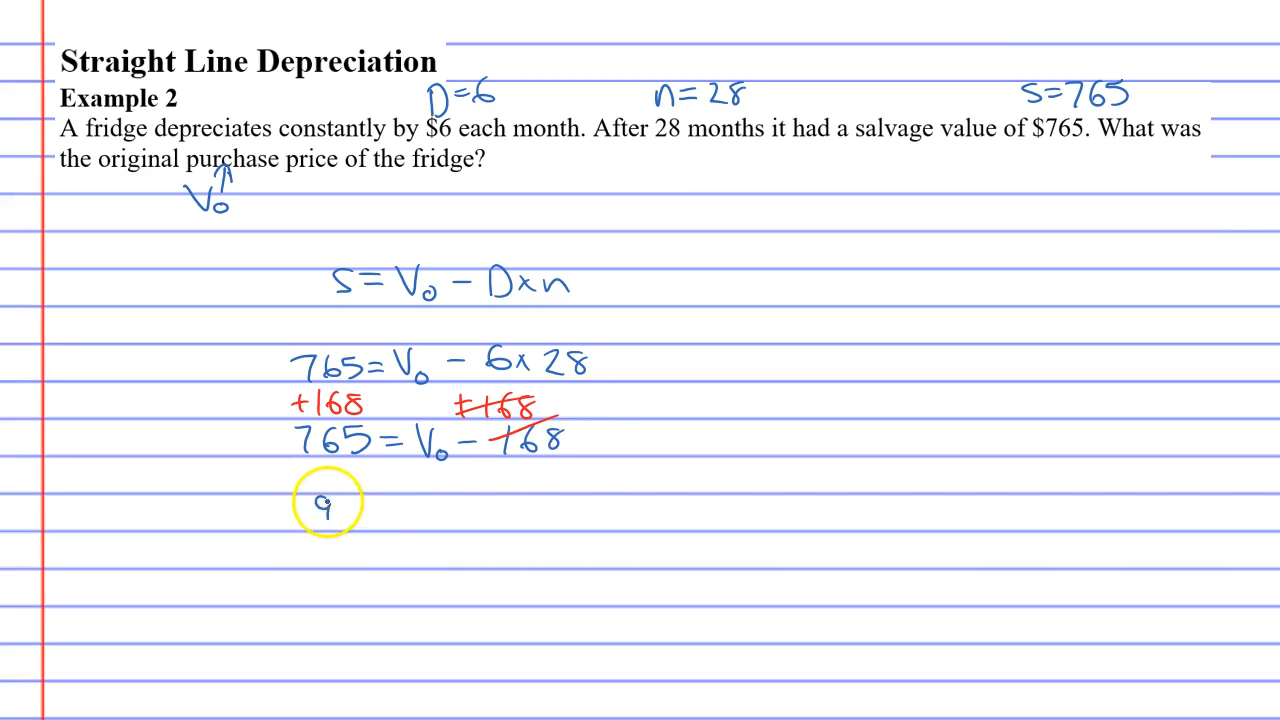 Straight Line Depreciation
Example 2
D=6 n=28 S=765
A fridge depreciates constantly by $6 each month. After 28 months it had a salvage value of $765. What was
the original purchase price of the fridge?
V₀
S = V₀ - D×n
765 = V₀ - 6×28
+168 +168
765 = V₀ - 168
9